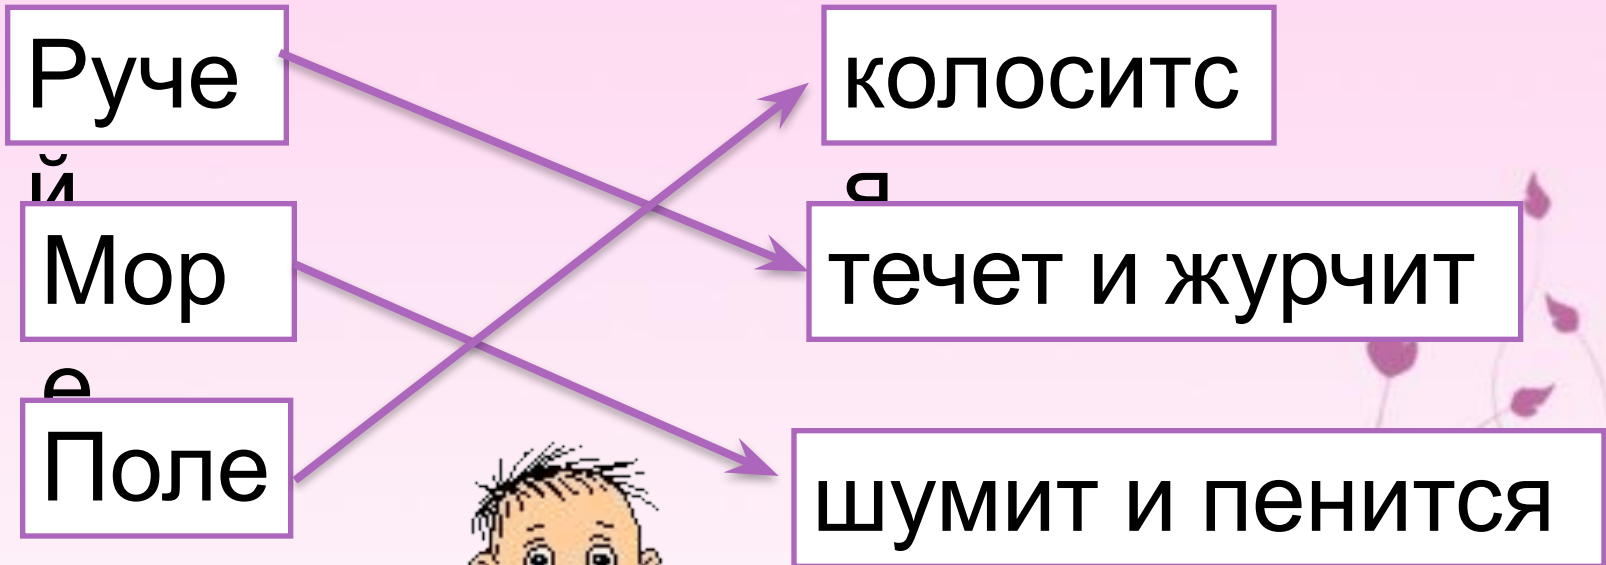 Руче
й
Мор
е
Поле
колоситс
я
течет и журчит
шумит и пенится